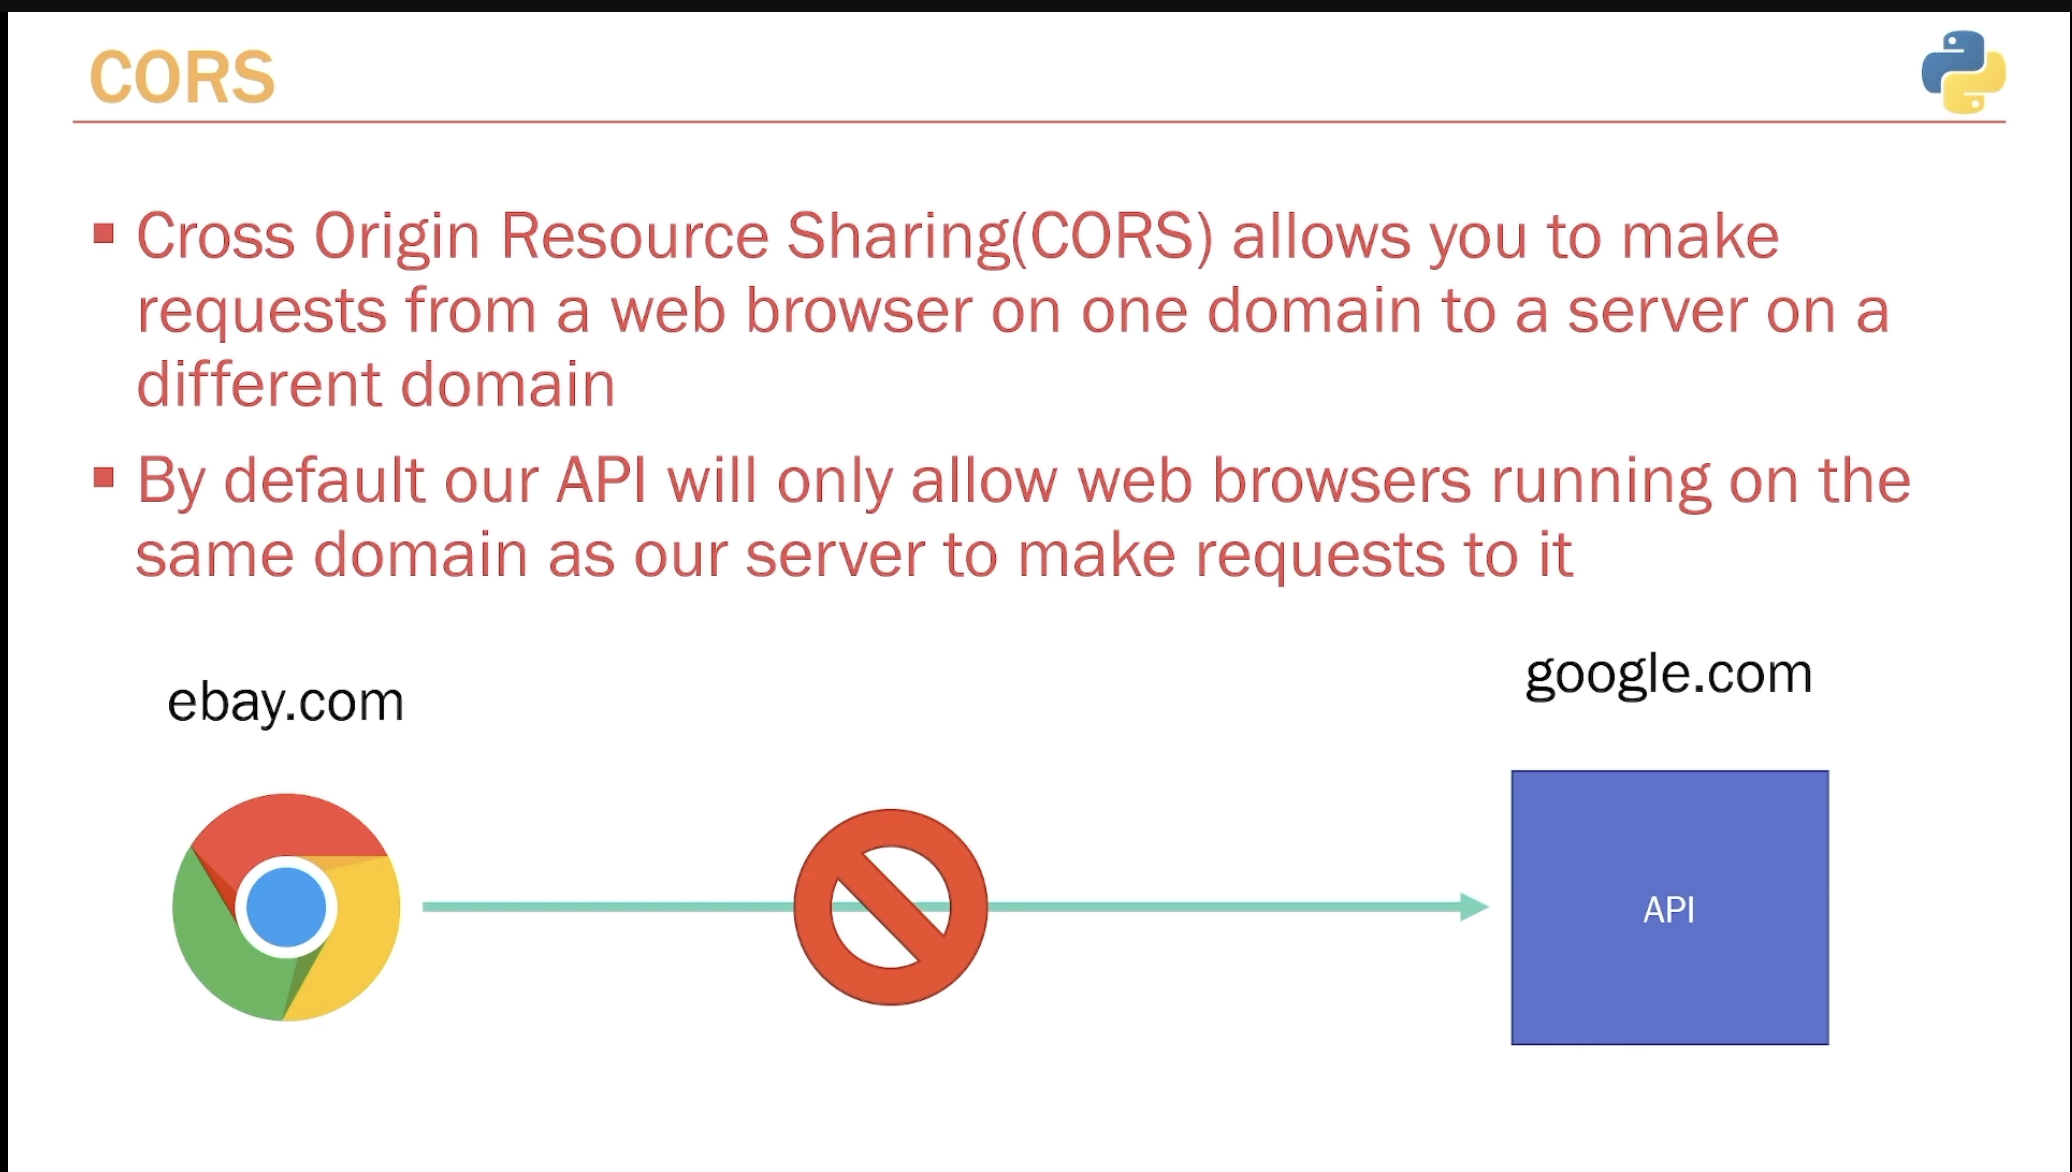 CORS
▪ Cross Origin Resource Sharing(CORS) allows you to make
requests from a web browser on one domain to a server on a
different domain
▪ By default our API will only allow web browsers running on the
same domain as our server to make requests to it
ebay.com
google.com
API